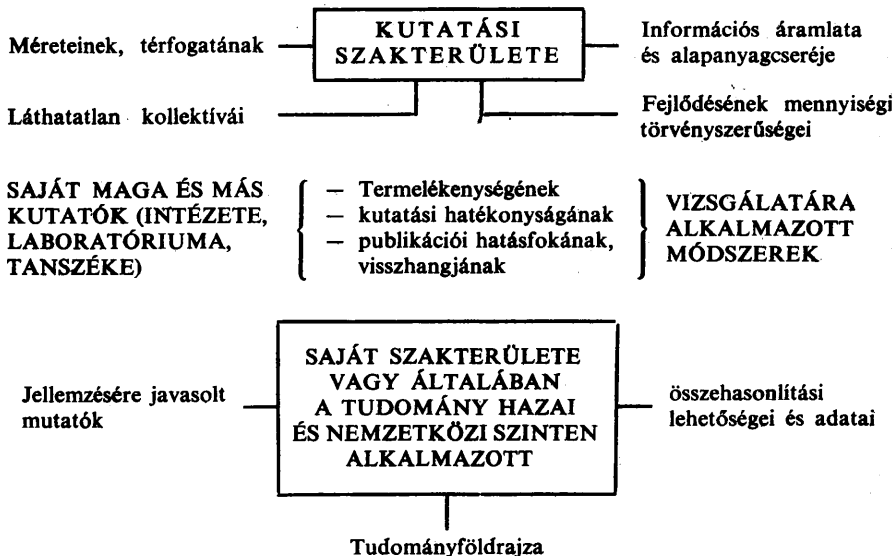 KUTATÁSI
SZAKTERÜLETE
Méreteinek, térfogatának
Információs áramlata
és alapanyagcseréje
Láthatatlan kollektívái
Fejlődésének mennyiségi
törvényszerűségei
SAJÁT MAGA ÉS MÁS
KUTATÓK (INTÉZETE,
LABORATÓRIUMA,
TANSZÉKE)
– Termelékenységének
– kutatási hatékonyságának
– publikációi hatásfokának,
visszhangjának
VIZSGÁLATÁRA
ALKALMAZOTT
MÓDSZEREK
Jellemzésére javasolt
mutatók
SAJÁT SZAKTERÜLETE
VAGY ÁLTALÁBAN
A TUDOMÁNY HAZAI
ÉS NEMZETKÖZI SZINTEN
ALKALMAZOTT
összehasonlítási
lehetőségei és adatai
Tudományföldrajza